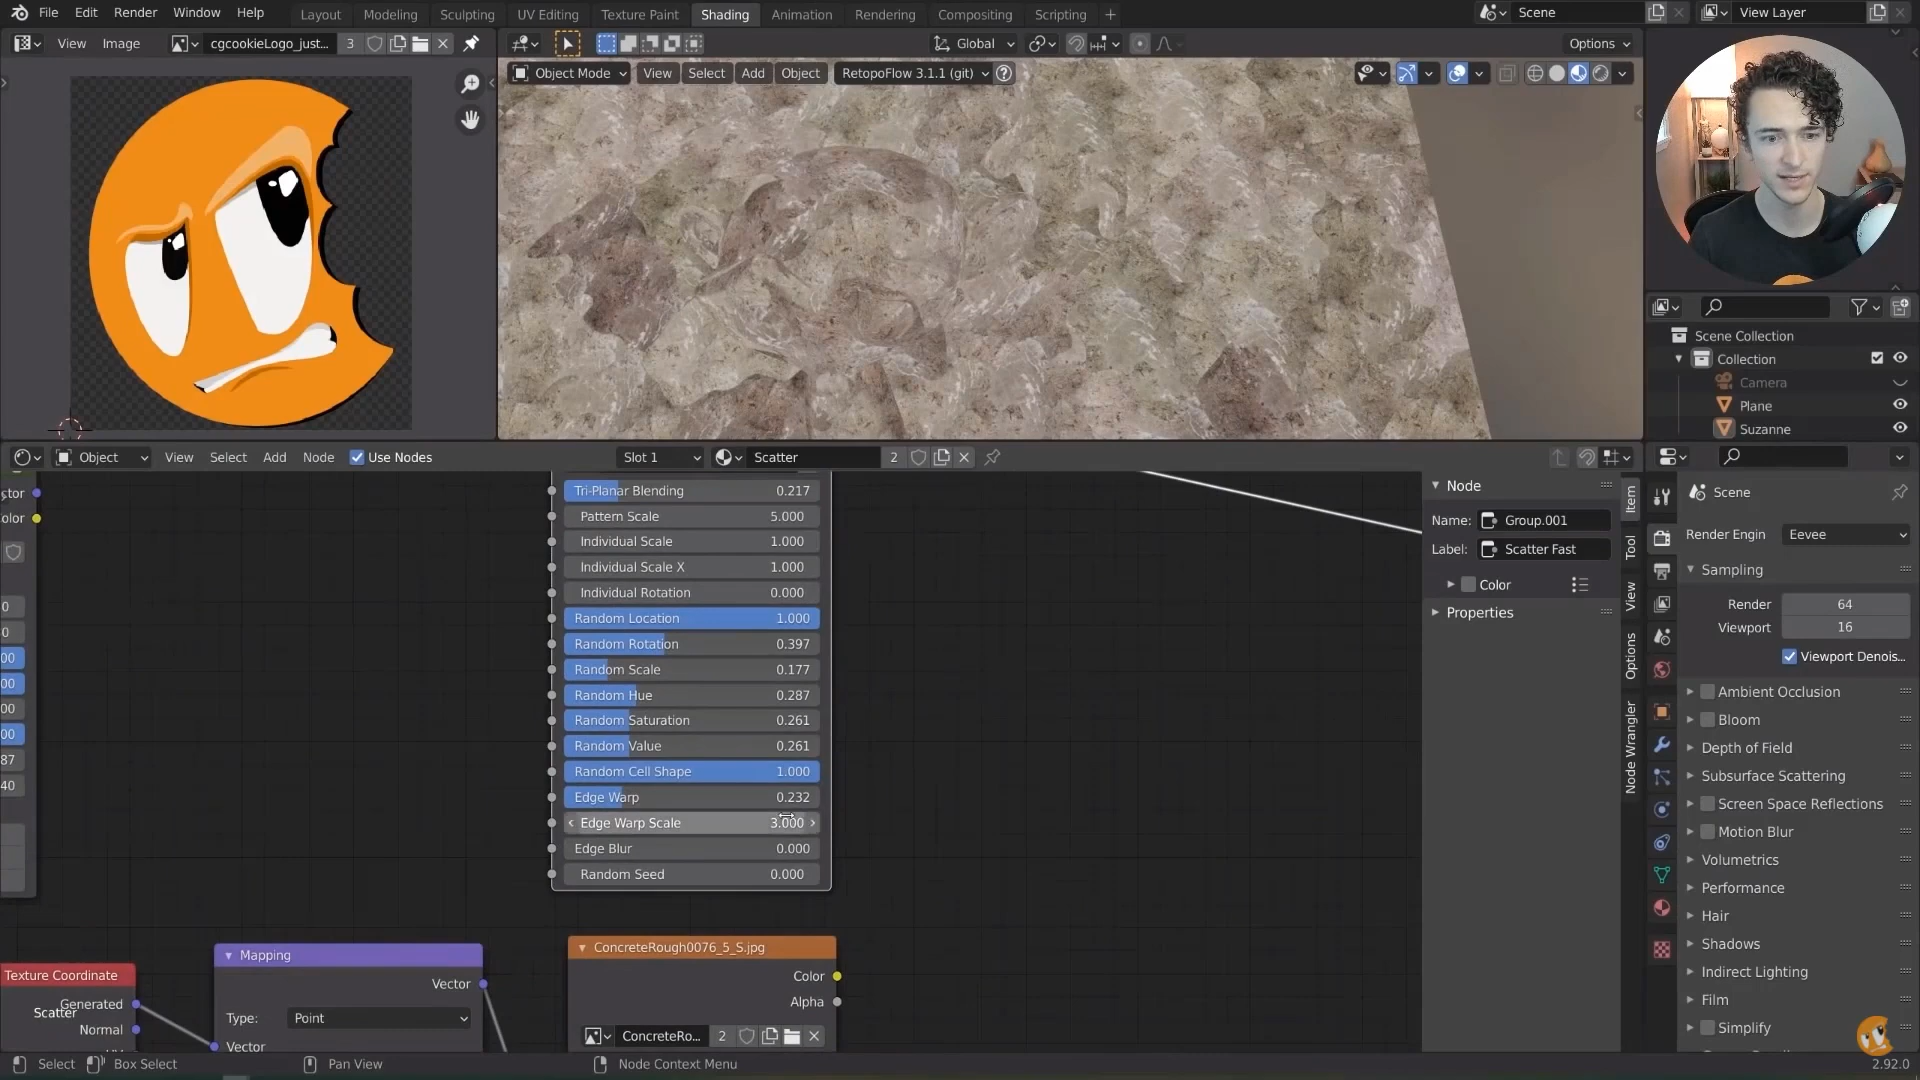 File Edit Render Window Help
Layout Modeling Sculpting UV Editing Texture Paint Shading Animation Rendering Compositing Scripting +
Scene
View Layer
View Image
cgcookieLogo_just... 3
Global
Options
Object Mode View Select Add Object RetopoFlow 3.1.1 (git)
Scene Collection
Collection
Camera
Plane
Suzanne
Object View Select Add Node Use Nodes Slot 1 Scatter 2
Tri-Planar Blending 0.217
Pattern Scale 5.000
Individual Scale 1.000
Individual Scale X 1.000
Individual Rotation 0.000
Random Location 1.000
Random Rotation 0.397
Random Scale 0.177
Random Hue 0.287
Random Saturation 0.261
Random Value 0.261
Random Cell Shape 1.000
Edge Warp 0.232
Edge Warp Scale 3.000
Edge Blur 0.000
Random Seed 0.000
ctor
olor
0
0
00
00
00
00
87
40
Node
Name: Group.001
Label: Scatter Fast
Color
Properties
Item
Tool
View
Options
Node Wrangler
Scene
Render Engin Eevee
Sampling
Render 64
Viewport 16
Viewport Denois...
Ambient Occlusion
Bloom
Depth of Field
Subsurface Scattering
Screen Space Reflections
Motion Blur
Volumetrics
Performance
Hair
Shadows
Indirect Lighting
Film
Simplify
Texture Coordinate
Generated
Scatter
Normal
Mapping
Vector
Type: Point
Vector
ConcreteRough0076_5_S.jpg
Color
Alpha
ConcreteRo... 2
Select Box Select Pan View Node Context Menu
2.92.0